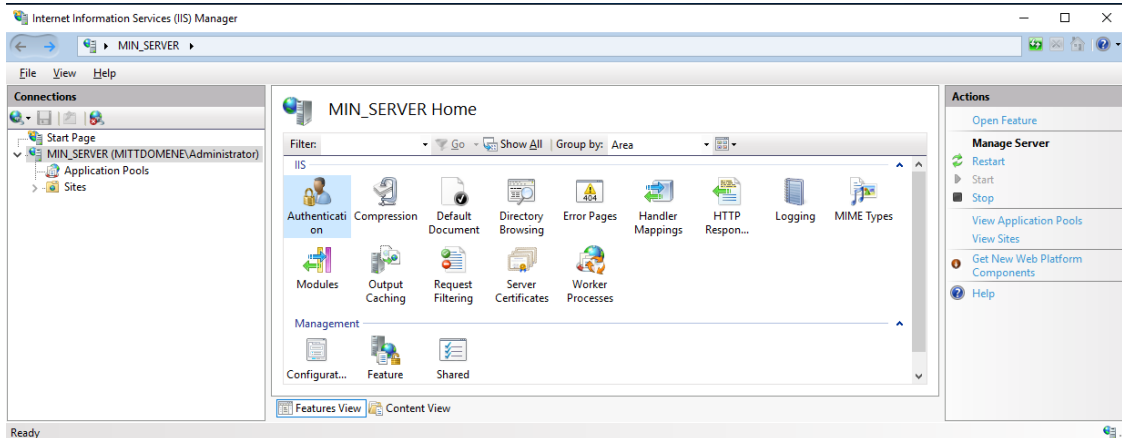 Internet Information Services (IIS) Manager
MIN_SERVER
File View Help
Connections
Start Page
MIN_SERVER (MITTDOMENE\Administrator)
Application Pools
Sites
MIN_SERVER Home
Filter: Go Show All Group by: Area
IIS
Authenticati
on
Compression
Default
Document
Directory
Browsing
404
Error Pages
Handler
Mappings
HTTP
Respon...
Logging
MIME Types
Modules
Output
Caching
Request
Filtering
Server
Certificates
Worker
Processes
Management
Configurat...
Feature
Shared
Features View Content View
Actions
Open Feature
Manage Server
Restart
Start
Stop
View Application Pools
View Sites
Get New Web Platform
Components
Help
Ready